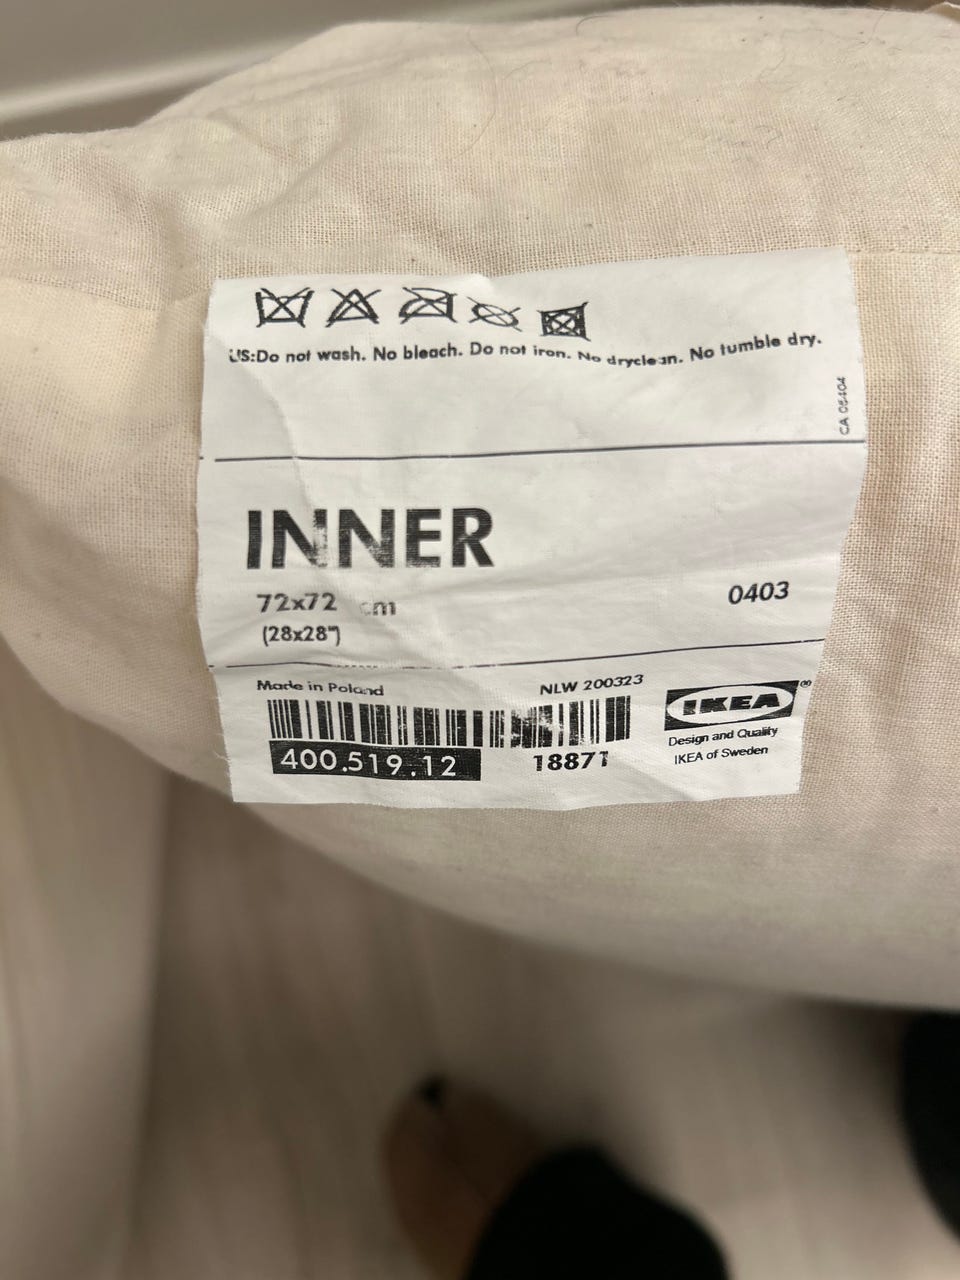 US:Do not wash. No bleach. Do not iron. No dryclean. No tumble dry.
CA 05404
INNER
72x72 cm
(28x28")
0403
Made in Poland
NLW 200323
400.519.12
18871
IKEA®
Design and Quality
IKEA of Sweden